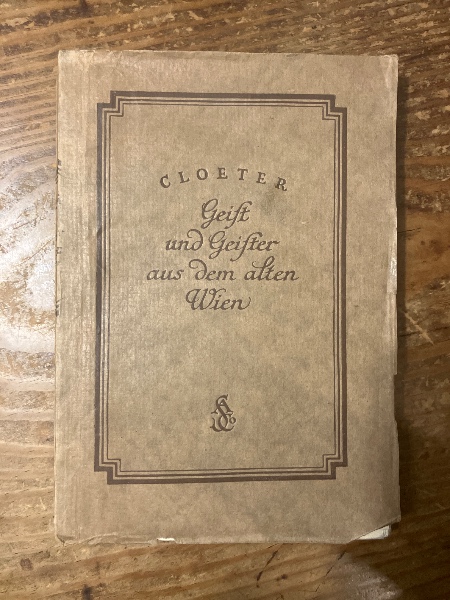 CLOETER
Geiſt
und Geiſter
aus dem alten
Wien